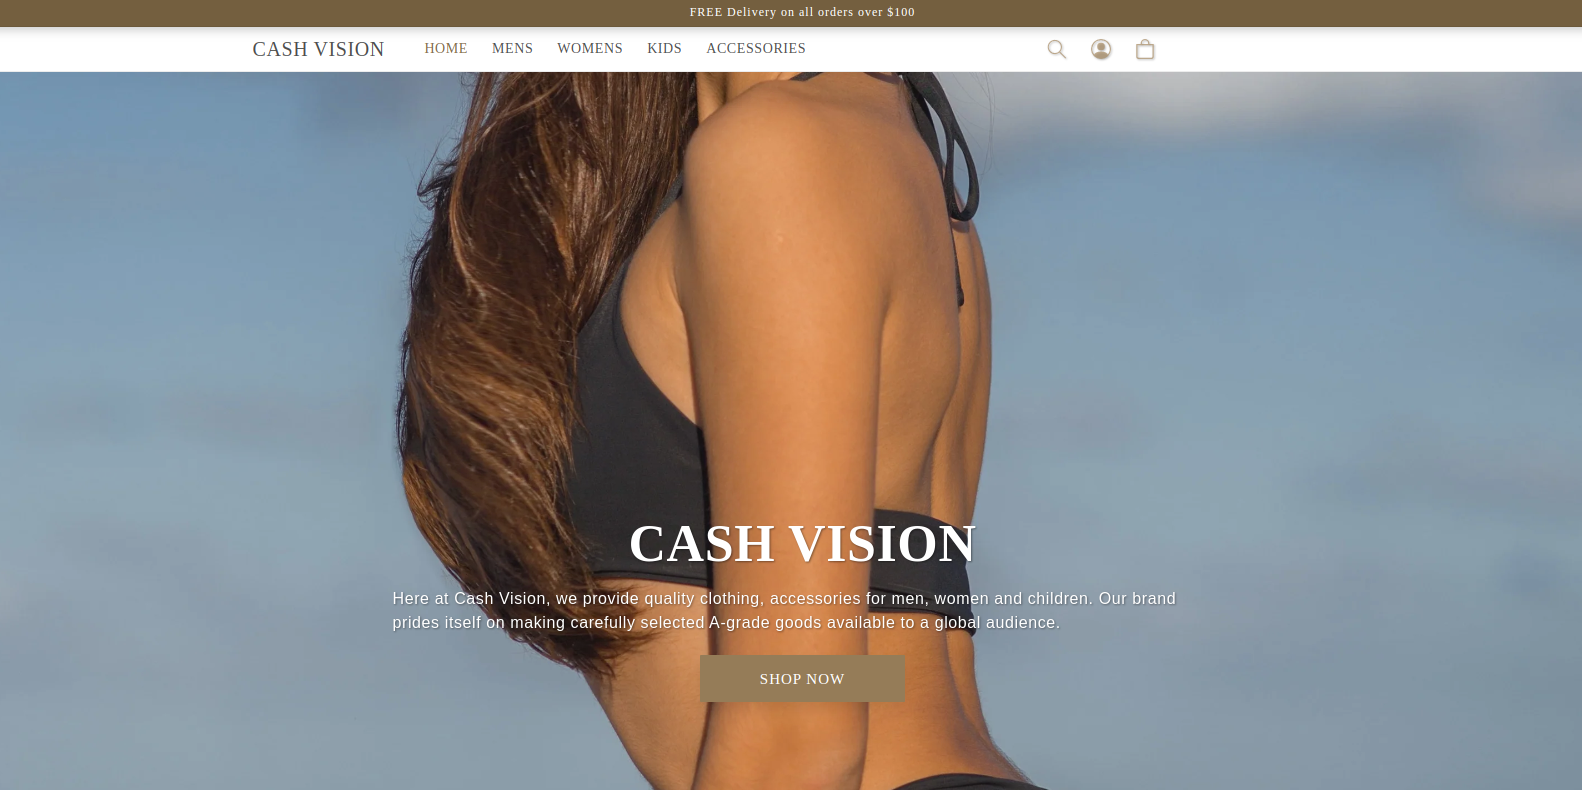 FREE Delivery on all orders over $100
CASH VISION HOME MENS WOMENS KIDS ACCESSORIES
CASH VISION
Here at Cash Vision, we provide quality clothing, accessories for men, women and children. Our brand
prides itself on making carefully selected A-grade goods available to a global audience.
SHOP NOW